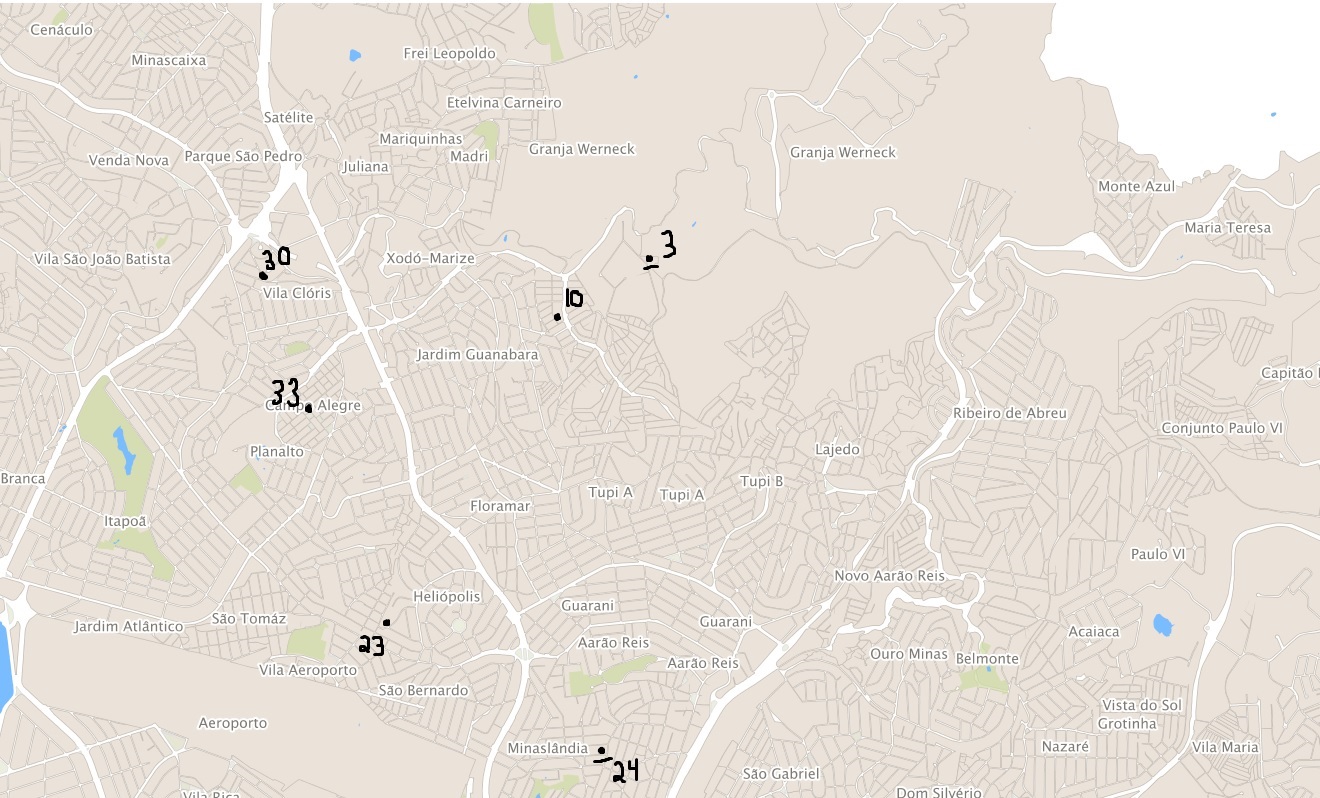 Cenáculo
Minascaixa
Frei Leopoldo
Etelvina Carneiro
Satélite
Mariquinhas
Madri
Granja Werneck
Granja Werneck
Venda Nova
Parque São Pedro
Juliana
Monte Azul
Maria Teresa
3
Vila São João Batista
30
Xodó-Marize
Vila Clóris
10
Jardim Guanabara
33
Alegre
Capitão
Ribeiro de Abreu
Conjunto Paulo VI
Planalto
Lajedo
Branca
Tupi A
Tupi A
Tupi B
Floramar
Itapoã
Paulo VI
Novo Aarão Reis
Heliópolis
Guarani
São Tomáz
Guarani
Jardim Atlântico
Acaiaca
23
Aarão Reis
Aarão Reis
Ouro Minas
Belmonte
Vila Aeroporto
São Bernardo
Vista do Sol
Aeroporto
Grotinha
Minaslândia
Nazaré
Vila Maria
24
São Gabriel
Vila Rica
Dom Silvério